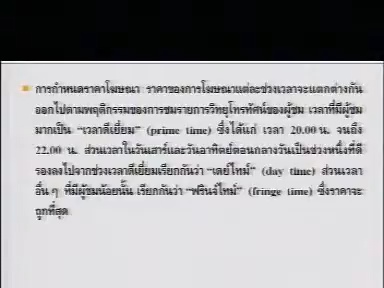 การกำหนดราคาโฆษณา ราคาของการโฆษณาแต่ละช่วงเวลาจะแตกต่างกัน
ออกไปตามพฤติกรรมของการชมรายการวิทยุโทรทัศน์ของผู้ชม เวลาที่มีผู้ชม
มากเป็น “เวลาดีเยี่ยม” (prime time) ซึ่งได้แก่ เวลา 20.00 น. จนถึง
22.00 น. ส่วนเวลาในวันเสาร์และวันอาทิตย์ตอนกลางวันเป็นช่วงหนึ่งที่ดี
รองลงไปจากช่วงเวลาดีเยี่ยมเรียกกันว่า “เดย์ไทม์” (day time) ส่วนเวลา
อื่น ๆ ที่มีผู้ชมน้อยนั้น เรียกกันว่า “ฟรินจ์ไทม์” (fringe time) ซึ่งราคาจะ
ถูกที่สุด